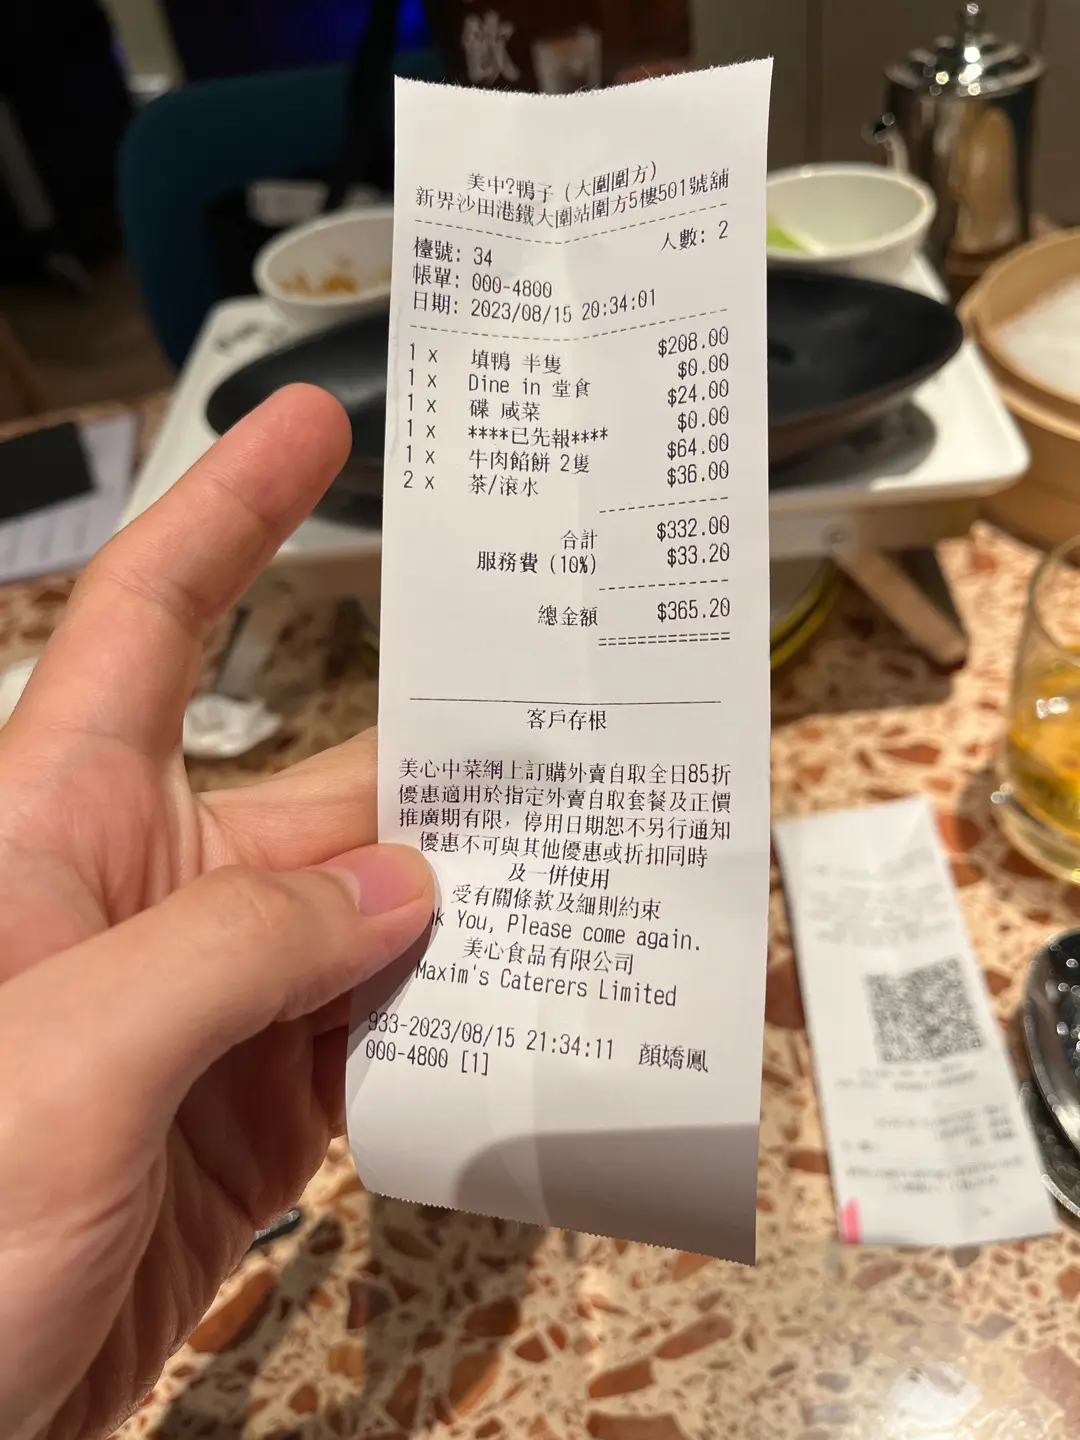 飲
美中?鴨子 (大圍圍方)
新界沙田港鐵大圍站圍方5樓501號舖
檯號: 34 人數: 2
帳單: 000-4800
日期: 2023/08/15 20:34:01
1 x 填鴨 半隻 $208.00
1 x Dine in 堂食 $0.00
1 x 碟 咸菜 $24.00
1 x ****已先報**** $0.00
1 x 牛肉餡餅 2隻 $64.00
2 x 茶/滾水 $36.00
合計 $332.00
服務費 (10%) $33.20
總金額 $365.20
=============
客戶存根
美心中菜網上訂購外賣自取全日85折
優惠適用於指定外賣自取套餐及正價
推廣期有限，停用日期恕不另行通知
優惠不可與其他優惠或折扣同時
及一併使用
受有關條款及細則約束
k You, Please come again.
美心食品有限公司
Maxim's Caterers Limited
933-2023/08/15 21:34:11 顏嬌鳳
000-4800 [1]